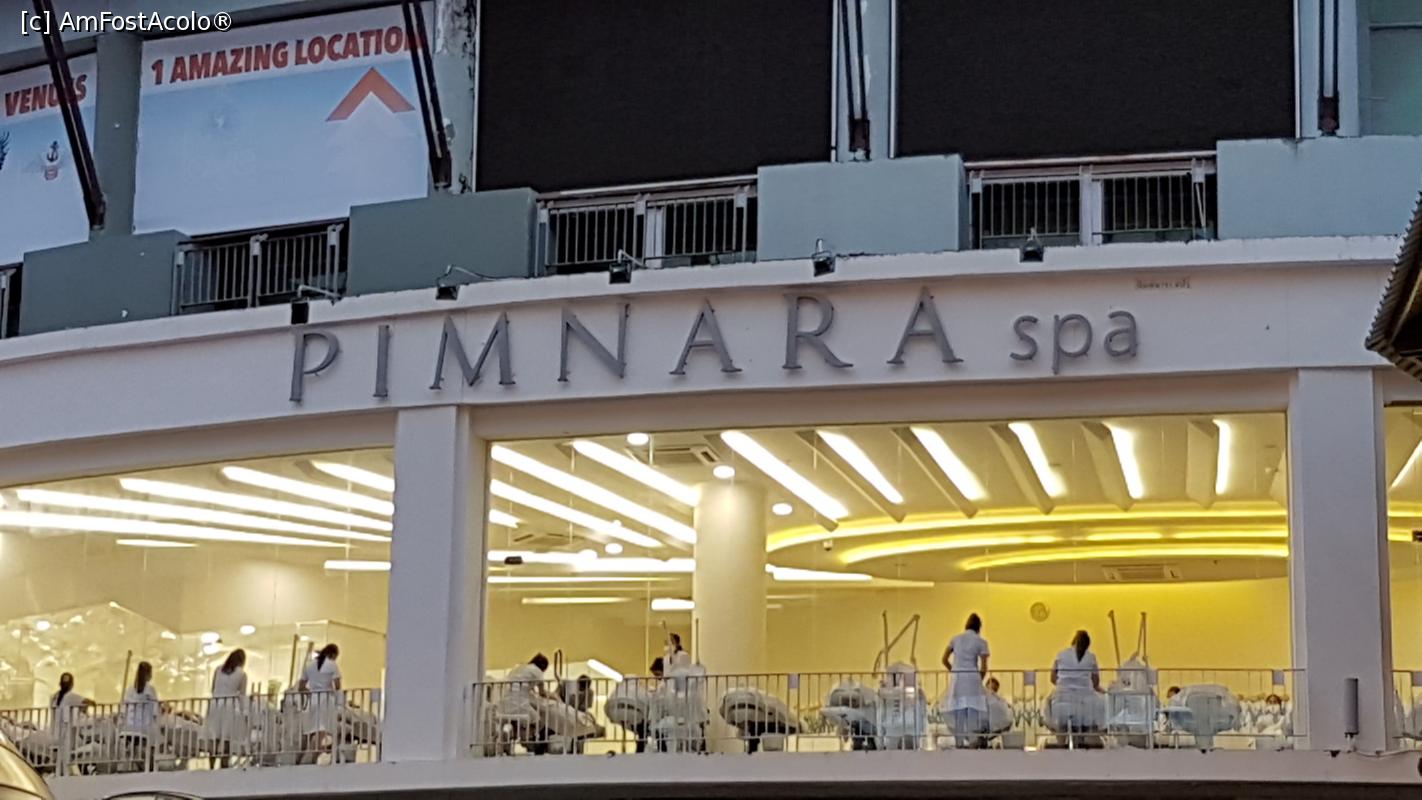 [c] AmFostAcolo®
VENUES
1 AMAZING LOCATION
PIMNARA spa